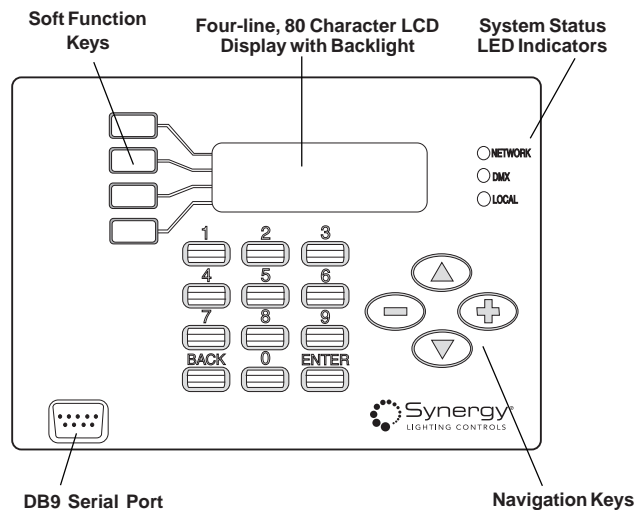 Soft Function
Keys
Four-line, 80 Character LCD
Display with Backlight
System Status
LED Indicators
NETWORK
DMX
LOCAL
1 2 3
4 5 6
7 8 9
BACK 0 ENTER
Synergy®
LIGHTING CONTROLS
DB9 Serial Port
Navigation Keys